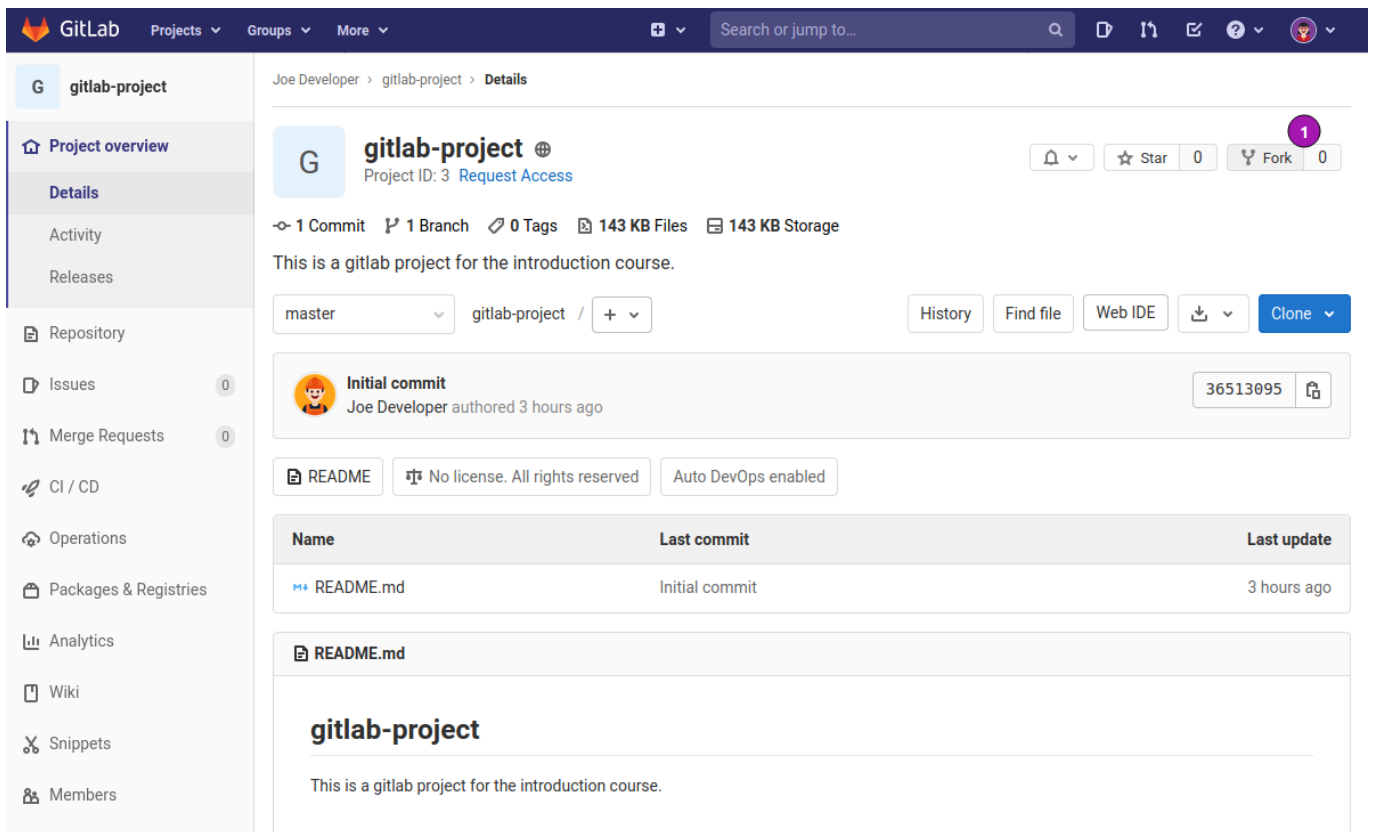 GitLab Projects Groups More Search or jump to...
G gitlab-project
Joe Developer > gitlab-project > Details
Project overview
Details
Activity
Releases
Repository
Issues 0
Merge Requests 0
CI / CD
Operations
Packages & Registries
Analytics
Wiki
Snippets
Members
G
gitlab-project
Project ID: 3 Request Access
1
Star 0 Fork 0
1 Commit 1 Branch 0 Tags 143 KB Files 143 KB Storage
This is a gitlab project for the introduction course.
master gitlab-project / + History Find file Web IDE Clone
Initial commit
Joe Developer authored 3 hours ago
36513095
README No license. All rights reserved Auto DevOps enabled
Name Last commit Last update
M README.md Initial commit 3 hours ago
README.md
gitlab-project
This is a gitlab project for the introduction course.